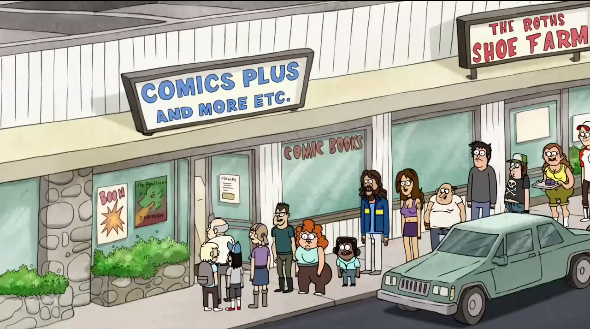 THE ROTHS
SHOE FARM
COMICS PLUS
AND MORE ETC.
COMIC BOOKS
BOOM